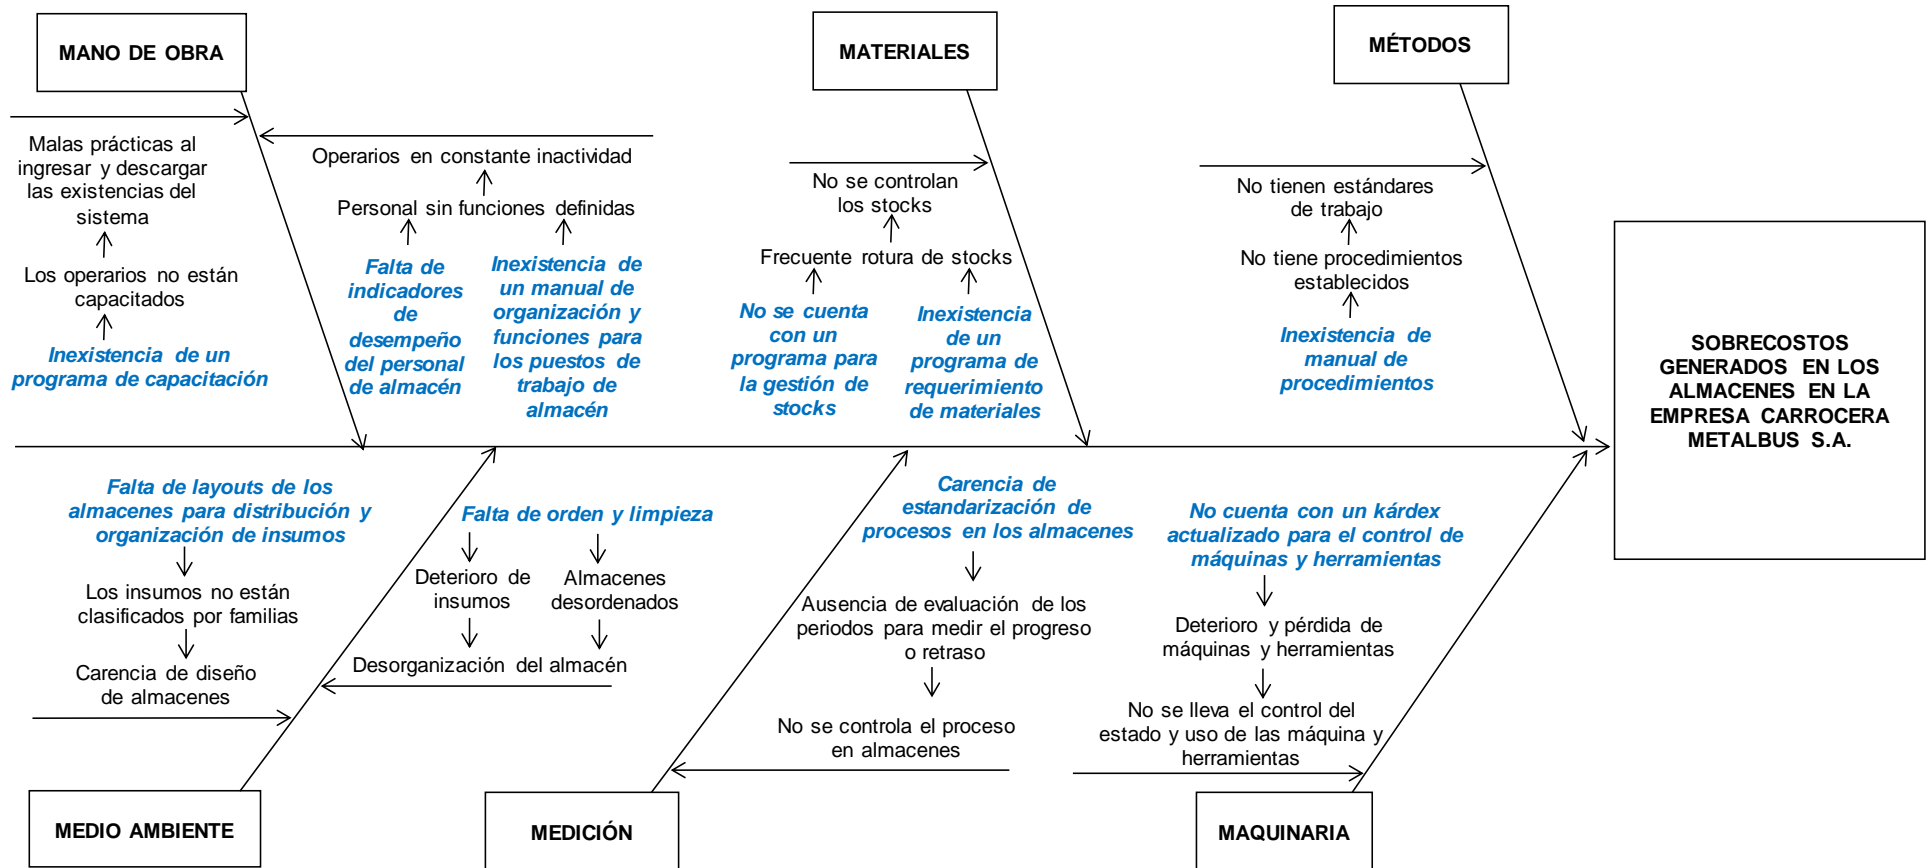 MANO DE OBRA
MATERIALES
MÉTODOS
Malas prácticas al
ingresar y descargar
las existencias del
sistema
Los operarios no están
capacitados
Inexistencia de un
programa de capacitación
Operarios en constante inactividad
Personal sin funciones definidas
Falta de
indicadores
de
desempeño
del personal
de almacén
Inexistencia de
un manual de
organización y
funciones para
los puestos de
trabajo de
almacén
No se controlan
los stocks
Frecuente rotura de stocks
No se cuenta
con un
programa para
la gestión de
stocks
Inexistencia
de un
programa de
requerimiento
de materiales
No tienen estándares
de trabajo
No tiene procedimientos
establecidos
Inexistencia de
manual de
procedimientos
SOBRECOSTOS
GENERADOS EN LOS
ALMACENES EN LA
EMPRESA CARROCERA
METALBUS S.A.
Falta de layouts de los
almacenes para distribución y
organización de insumos
Los insumos no están
clasificados por familias
Carencia de diseño
de almacenes
Falta de orden y limpieza
Deterioro de
insumos
Almacenes
desordenados
Desorganización del almacén
Carencia de
estandarización de
procesos en los almacenes
Ausencia de evaluación de los
periodos para medir el progreso
o retraso
No se controla el proceso
en almacenes
No cuenta con un kárdex
actualizado para el control de
máquinas y herramientas
Deterioro y pérdida de
máquinas y herramientas
No se lleva el control del
estado y uso de las máquina y
herramientas
MEDIO AMBIENTE
MEDICIÓN
MAQUINARIA